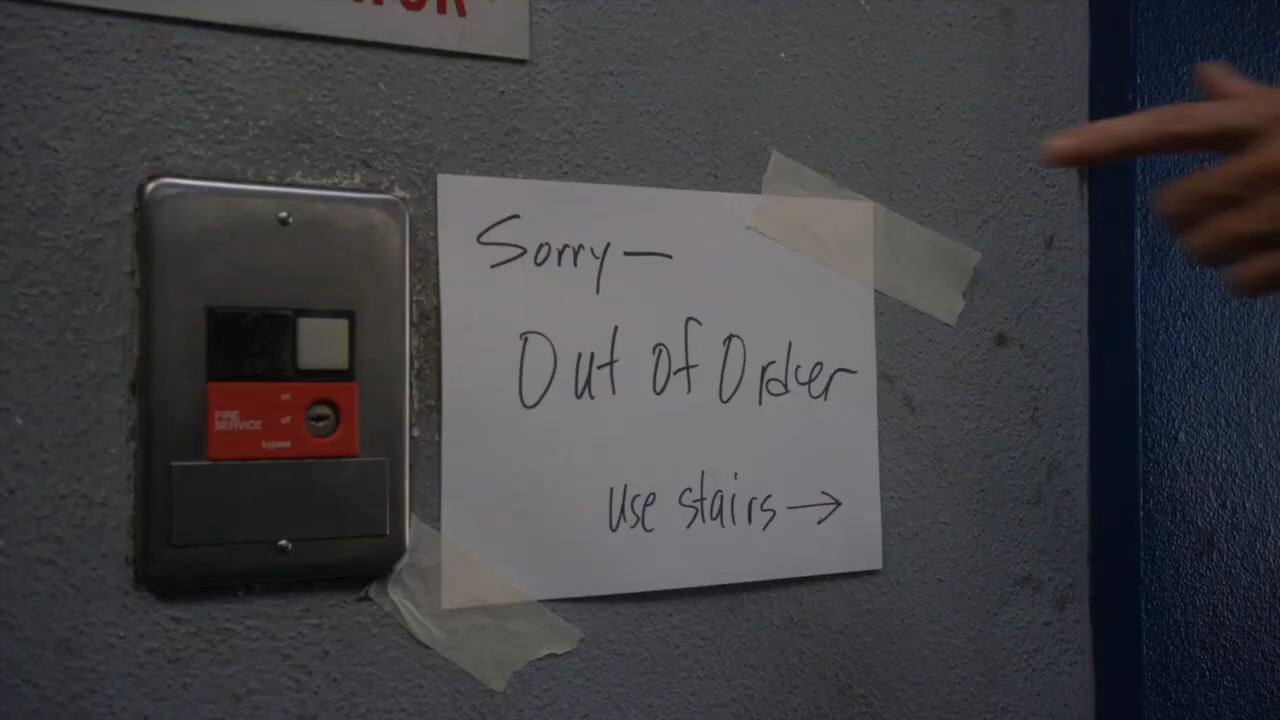 Sorry—
Out of Order
use stairs →
on
FIRE
SERVICE
off
bypass